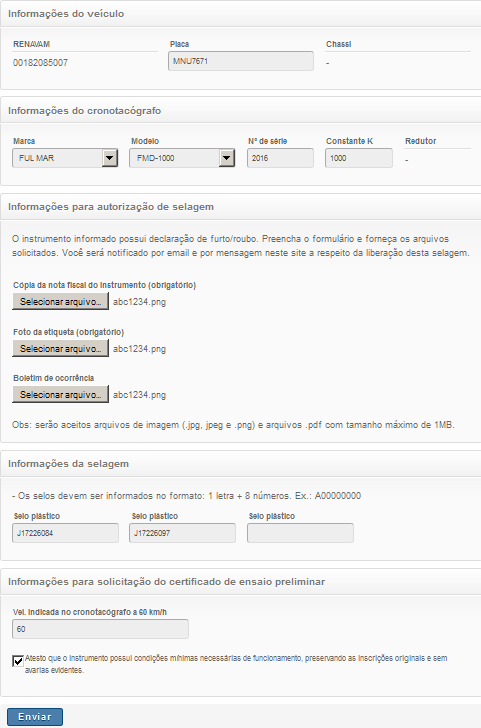 Informações do veículo
RENAVAM Placa Chassi
00182085007 MNU7671 -
Informações do cronotacógrafo
Marca Modelo Nº de série Constante K Redutor
FUL MAR FMD-1000 2016 1000 -
Informações para autorização de selagem
O instrumento informado possui declaração de furto/roubo. Preencha o formulário e forneça os arquivos
solicitados. Você será notificado por email e por mensagem neste site a respeito da liberação desta selagem.
Cópia da nota fiscal do instrumento (obrigatório)
Selecionar arquivo... abc1234.png
Foto da etiqueta (obrigatório)
Selecionar arquivo... abc1234.png
Boletim de ocorrência
Selecionar arquivo... abc1234.png
Obs: serão aceitos arquivos de imagem (.jpg, jpeg e .png) e arquivos .pdf com tamanho máximo de 1MB.
Informações da selagem
- Os selos devem ser informados no formato: 1 letra + 8 números. Ex.: A00000000
Selo plástico Selo plástico Selo plástico
J17226084 J17226097
Informações para solicitação do certificado de ensaio preliminar
Vel. indicada no cronotacógrafo a 60 km/h
60
Atesto que o instrumento possui condições mínimas necessárias de funcionamento, preservando as inscrições originais e sem
avarias evidentes.
Enviar